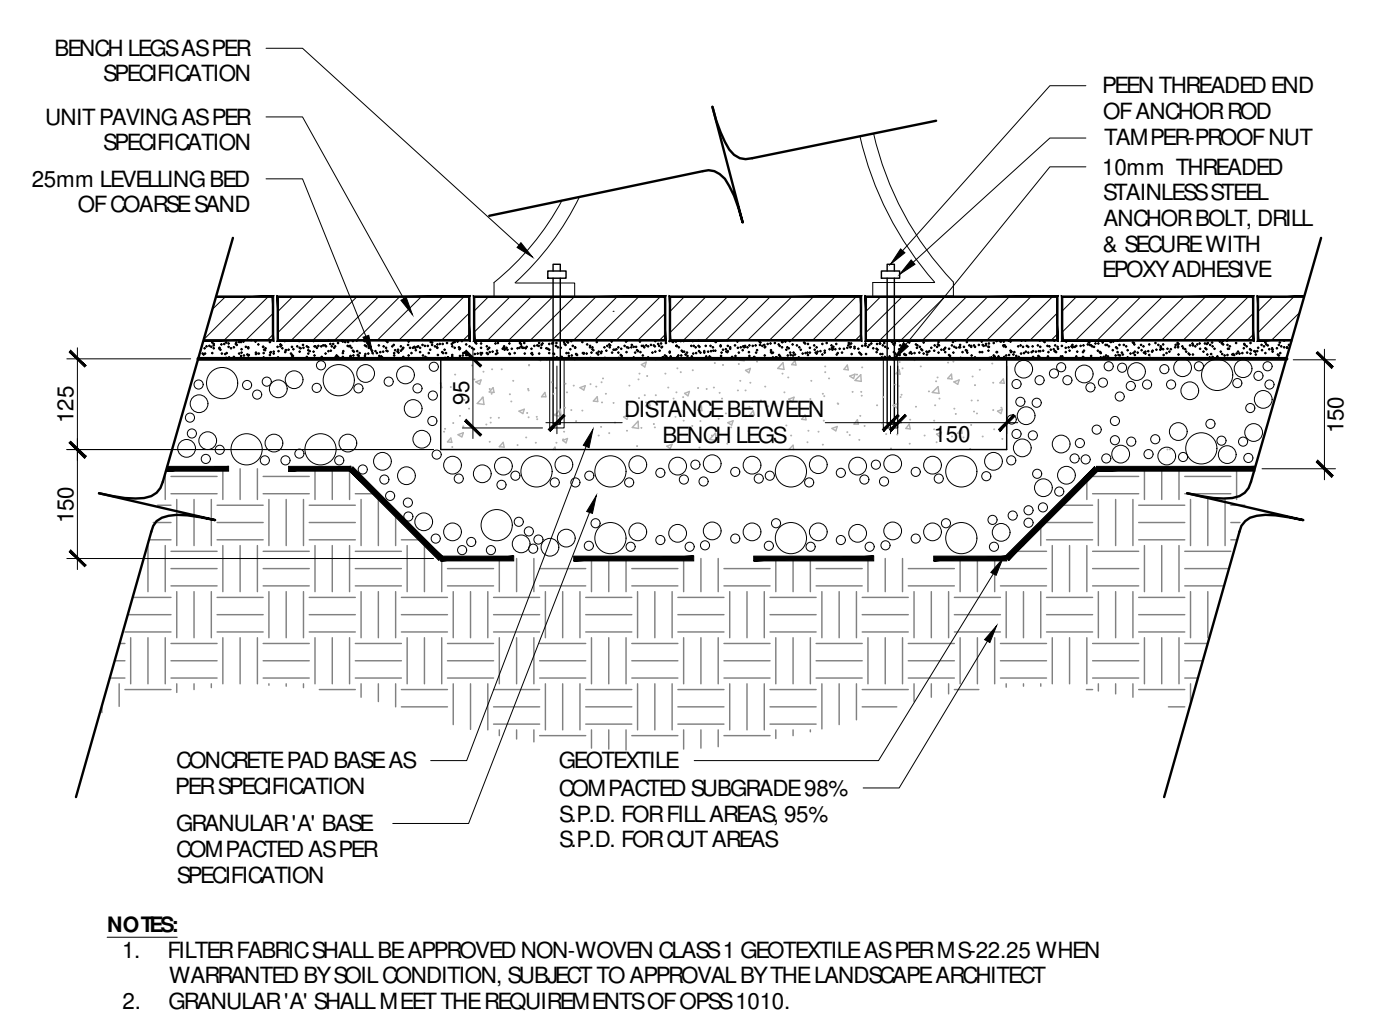 BENCH LEGS AS PER
SPECIFICATION
UNIT PAVING AS PER
SPECIFICATION
25mm LEVELLING BED
OF COARSE SAND
PEEN THREADED END
OF ANCHOR ROD
TAMPER-PROOF NUT
10mm THREADED
STAINLESS STEEL
ANCHOR BOLT, DRILL
& SECURE WITH
EPOXY ADHESIVE
125
150
95
DISTANCE BETWEEN
BENCH LEGS
150
150
CONCRETE PAD BASE AS
PER SPECIFICATION
GRANULAR 'A' BASE
COMPACTED AS PER
SPECIFICATION
GEOTEXTILE
COMPACTED SUBGRADE 98%
S.P.D. FOR FILL AREAS, 95%
S.P.D. FOR CUT AREAS
NOTES:
1. FILTER FABRIC SHALL BE APPROVED NON-WOVEN CLASS 1 GEOTEXTILE AS PER MS-22.25 WHEN
WARRANTED BY SOIL CONDITION, SUBJECT TO APPROVAL BY THE LANDSCAPE ARCHITECT
2. GRANULAR 'A' SHALL MEET THE REQUIREMENTS OF OPSS 1010.